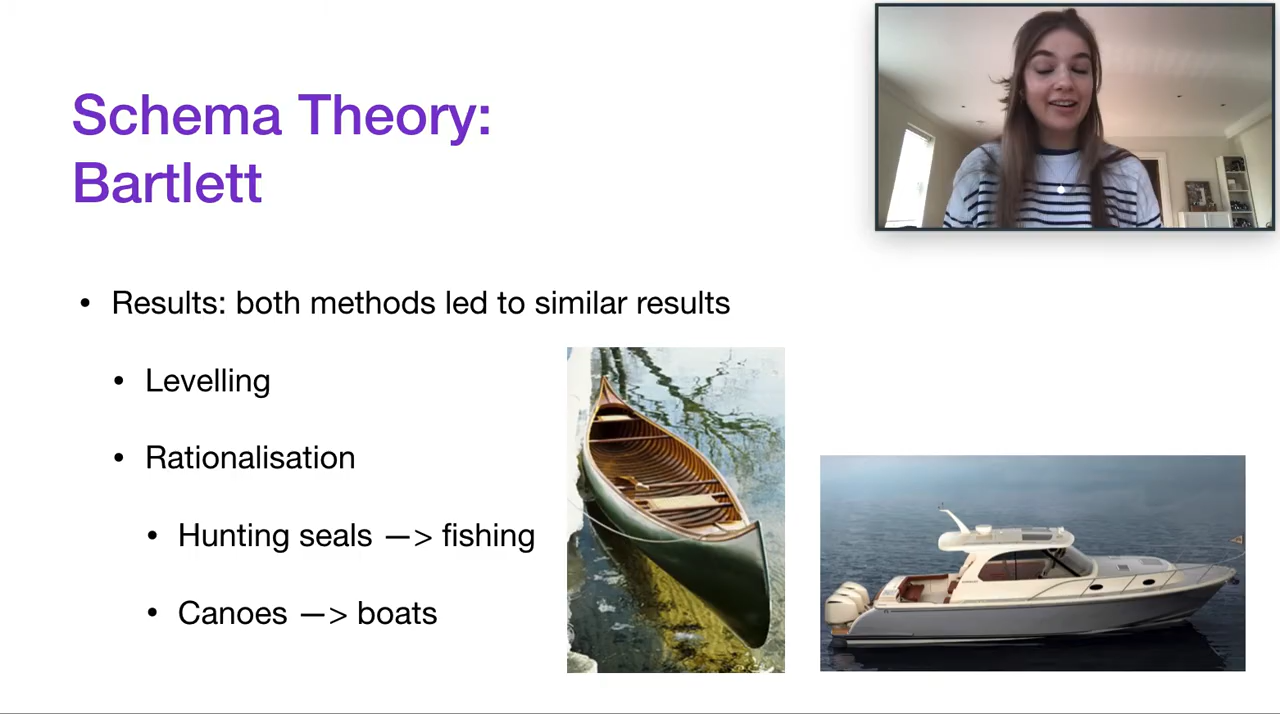 Schema Theory:
Bartlett
• Results: both methods led to similar results
• Levelling
• Rationalisation
• Hunting seals —> fishing
• Canoes —> boats